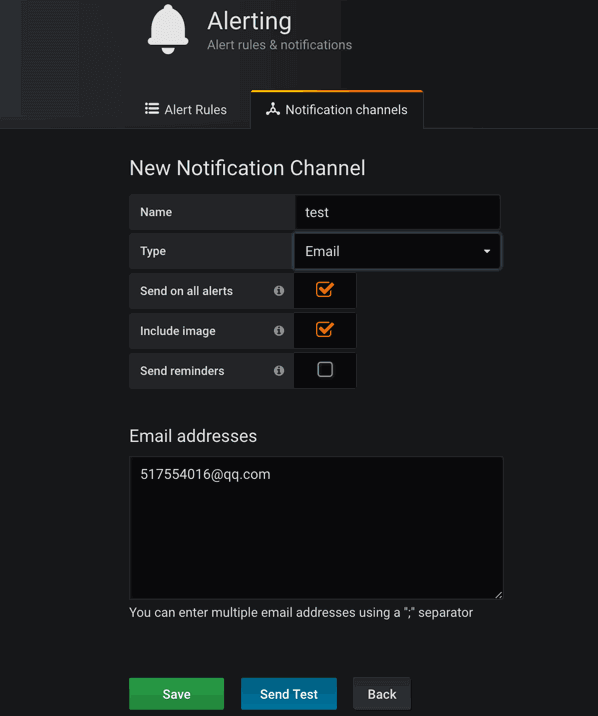 Alerting
Alert rules & notifications
Alert Rules
Notification channels
New Notification Channel
Name
test
Type
Email
Send on all alerts
Include image
Send reminders
Email addresses
517554016@qq.com
You can enter multiple email addresses using a ";" separator
Save
Send Test
Back